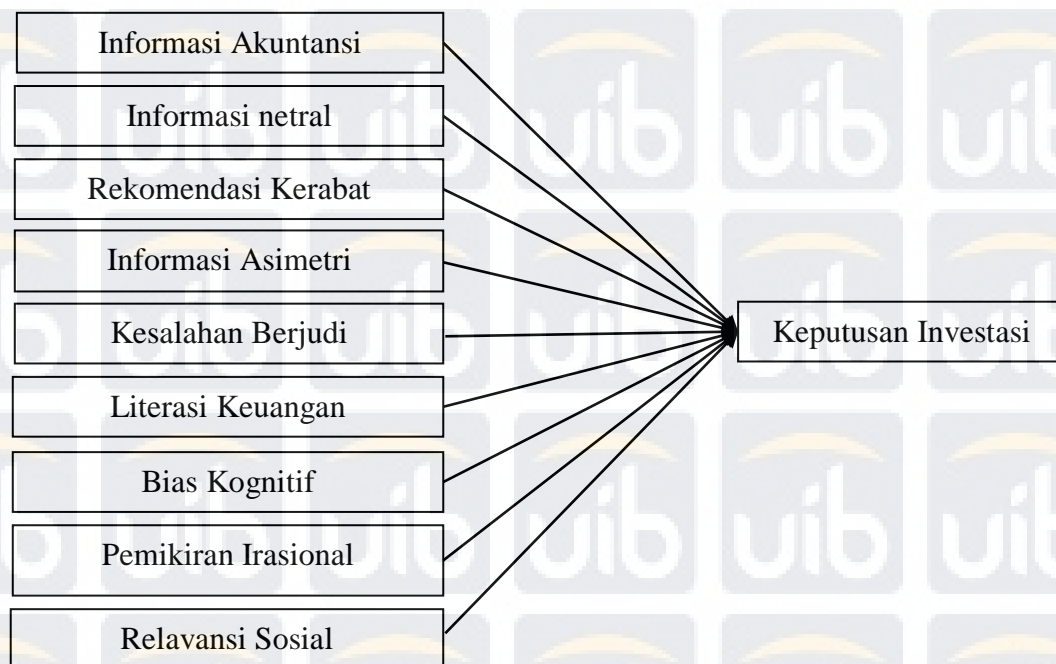 Informasi Akuntansi
Informasi netral
Rekomendasi Kerabat
Informasi Asimetri
Kesalahan Berjudi
Keputusan Investasi
Literasi Keuangan
Bias Kognitif
Pemikiran Irasional
Relavansi Sosial
uib